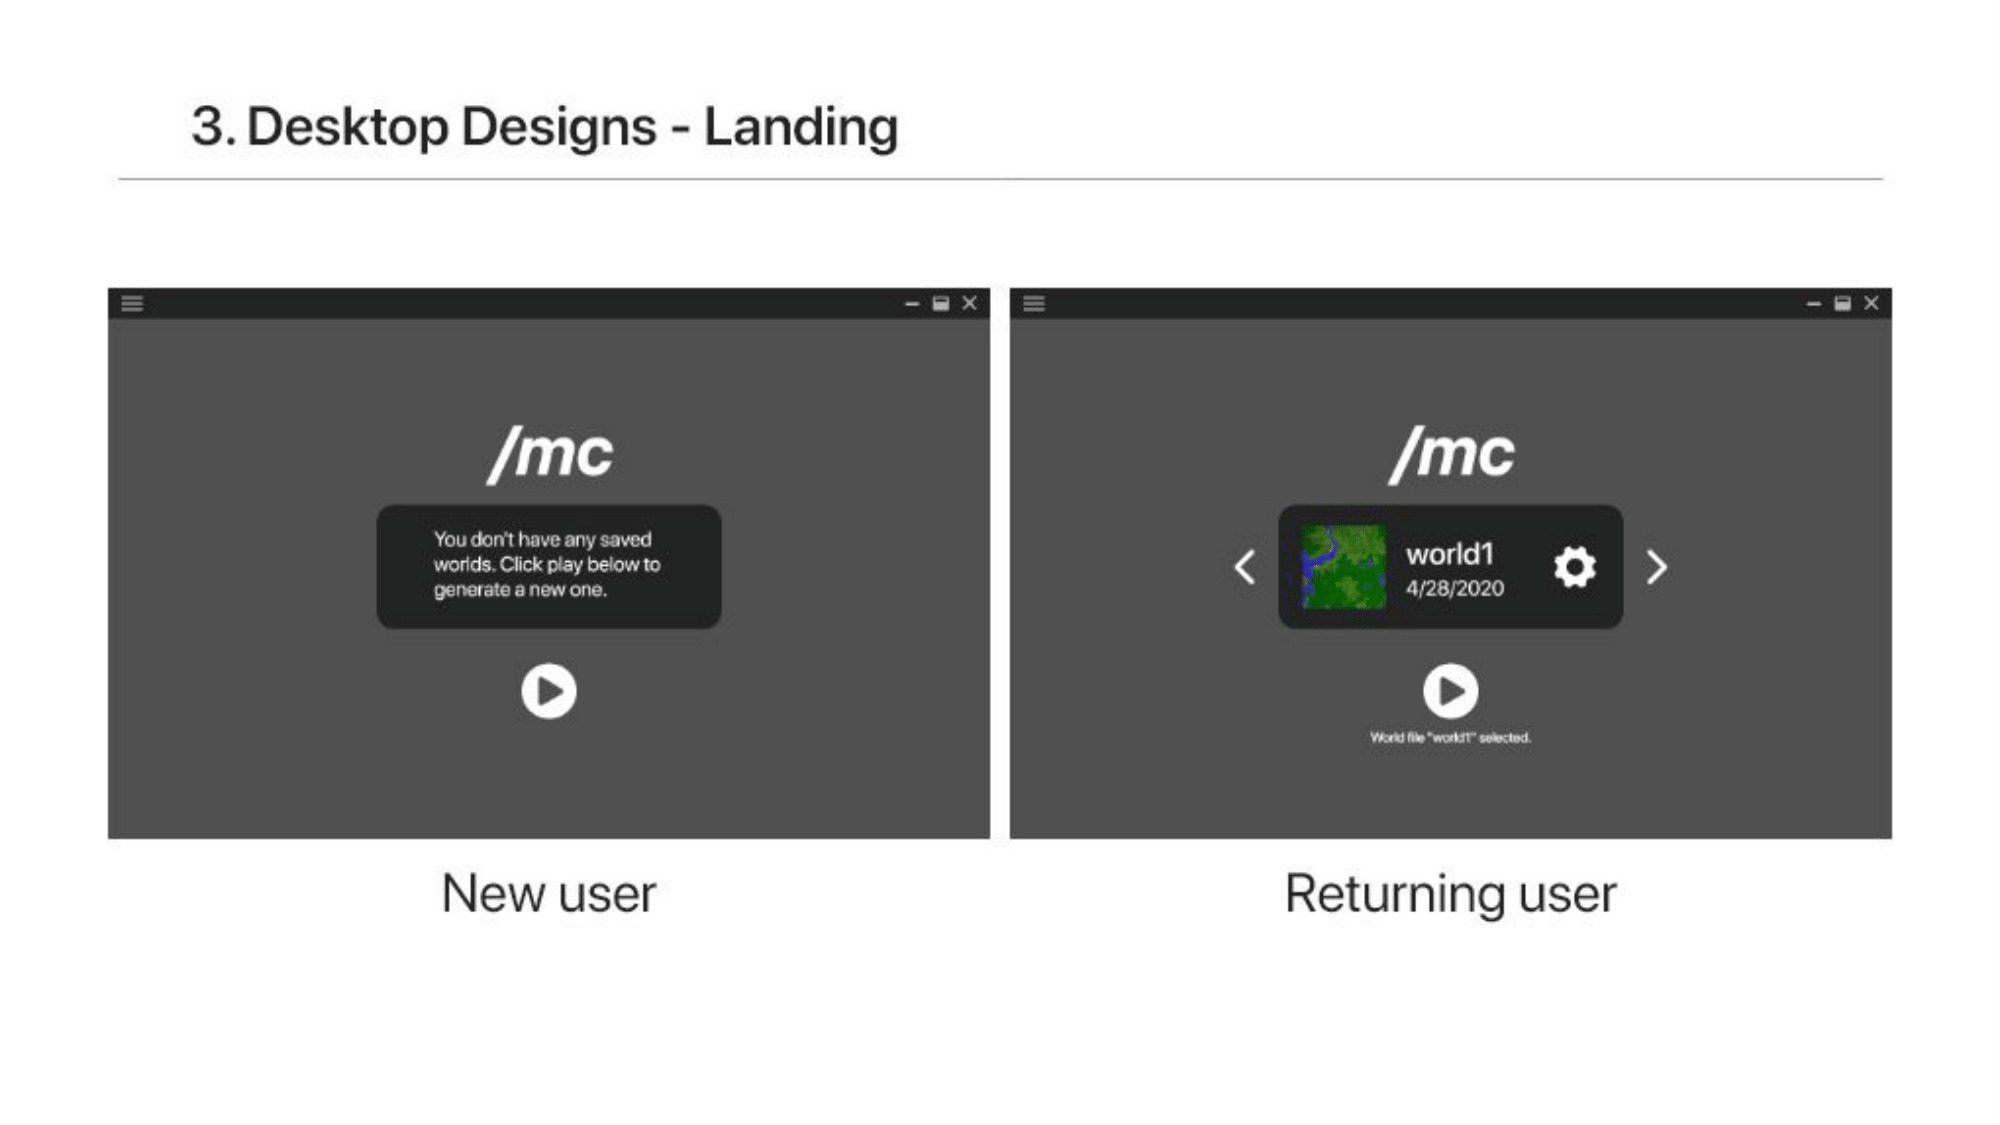 3. Desktop Designs - Landing
/mc
You don't have any saved
worlds. Click play below to
generate a new one.
New user
/mc
world1
4/28/2020
World file "world1" selected.
Returning user